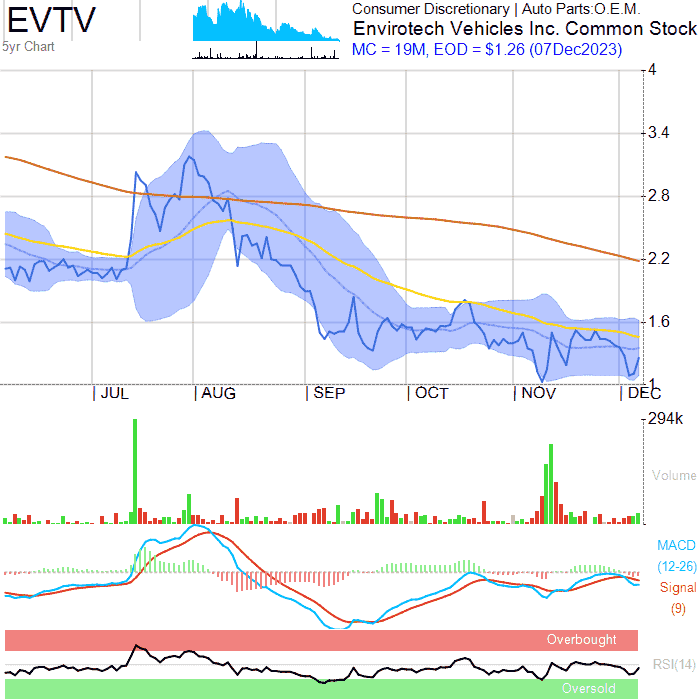 EVTV
5yr Chart
Consumer Discretionary | Auto Parts:O.E.M.
Envirotech Vehicles Inc. Common Stock
MC = 19M, EOD = $1.26 (07Dec2023)
4
3.4
2.8
2.2
1.6
1
| JUL | AUG | SEP | OCT | NOV | DEC
294k
Volume
MACD
(12-26)
Signal
(9)
Overbought
RSI(14)
Oversold